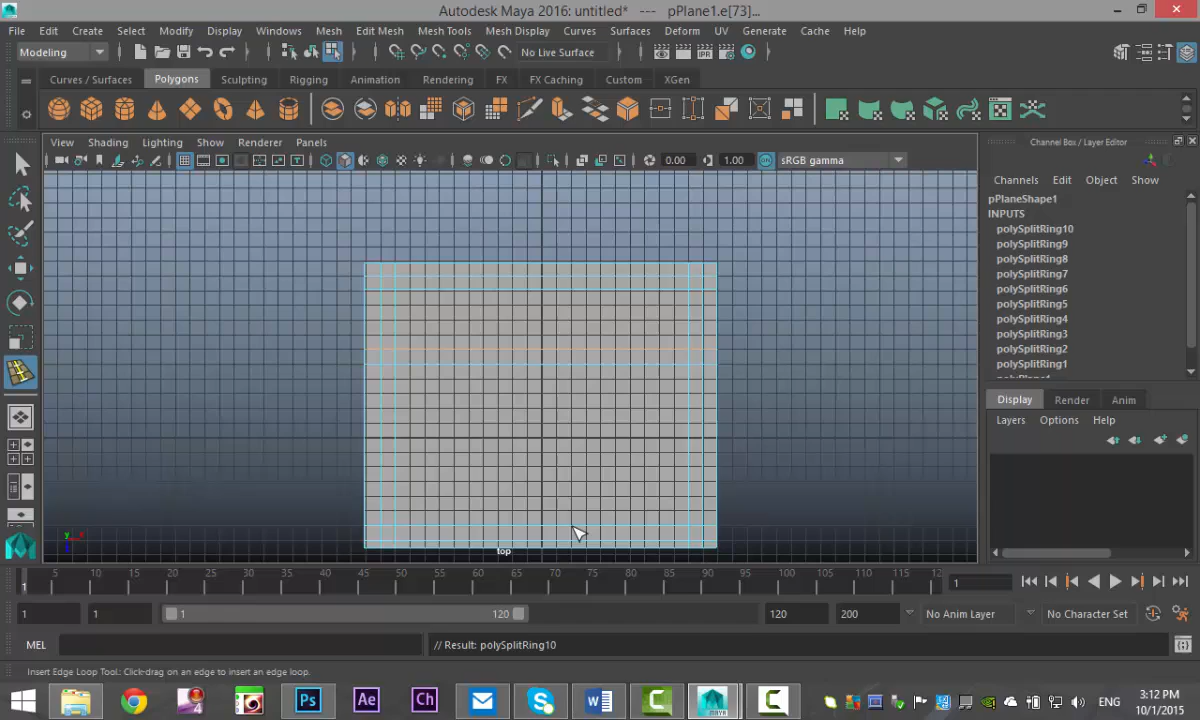 Autodesk Maya 2016: untitled* --- pPlane1.e[73]...
File Edit Create Select Modify Display Windows Mesh Edit Mesh Mesh Tools Mesh Display Curves Surfaces Deform UV Generate Cache Help
Modeling No Live Surface
Curves / Surfaces Polygons Sculpting Rigging Animation Rendering FX FX Caching Custom XGen
View Shading Lighting Show Renderer Panels
0.00 1.00 sRGB gamma
Channel Box / Layer Editor
Channels Edit Object Show
pPlaneShape1
INPUTS
polySplitRing10
polySplitRing9
polySplitRing8
polySplitRing7
polySplitRing6
polySplitRing5
polySplitRing4
polySplitRing3
polySplitRing2
polySplitRing1
Display Render Anim
Layers Options Help
top
5 10 15 20 25 30 35 40 45 50 55 60 65 70 75 80 85 90 95 100 105 110 115 12
1 1
1 1 1 120 120 200 No Anim Layer No Character Set
MEL // Result: polySplitRing10
Insert Edge Loop Tool: Click-drag on an edge to insert an edge loop.
Ps Ae Ch ENG 3:12 PM
10/1/2015